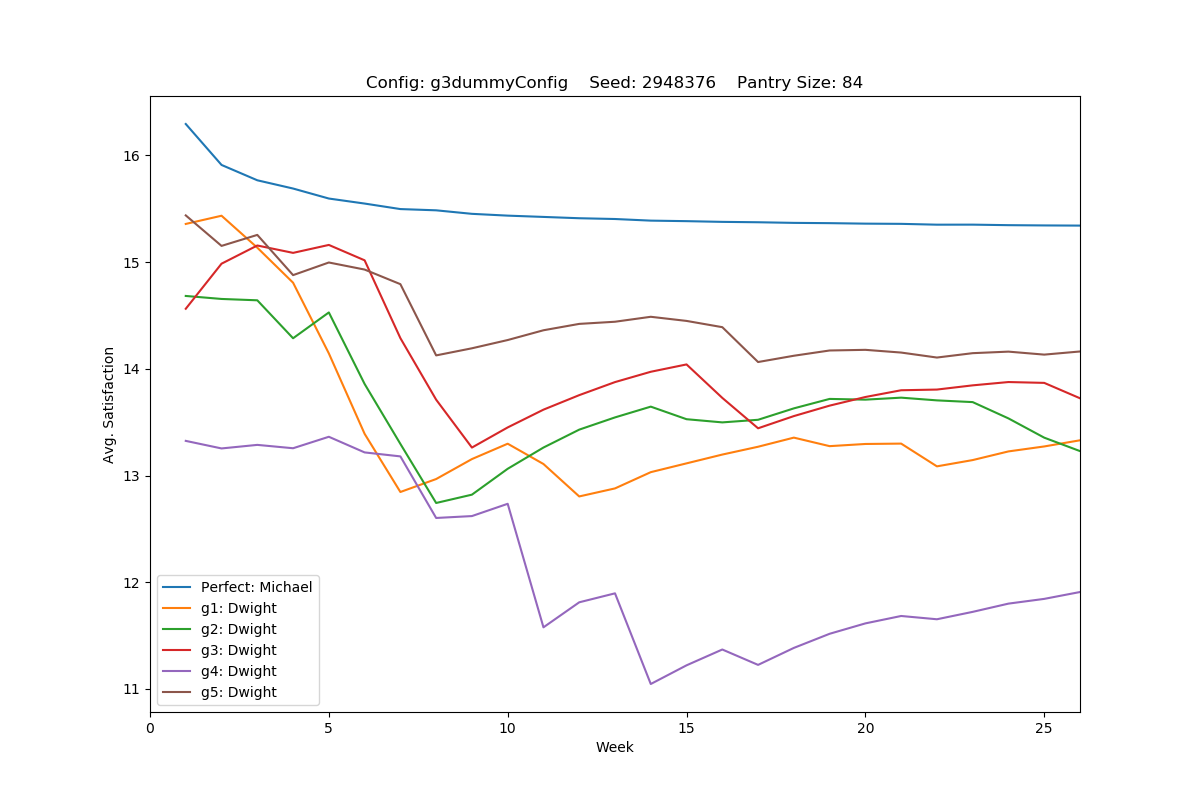 Config: g3dummyConfig    Seed: 2948376    Pantry Size: 84
Avg. Satisfaction
16
15
14
13
12
11
Perfect: Michael
g1: Dwight
g2: Dwight
g3: Dwight
g4: Dwight
g5: Dwight
0 5 10 15 20 25
Week